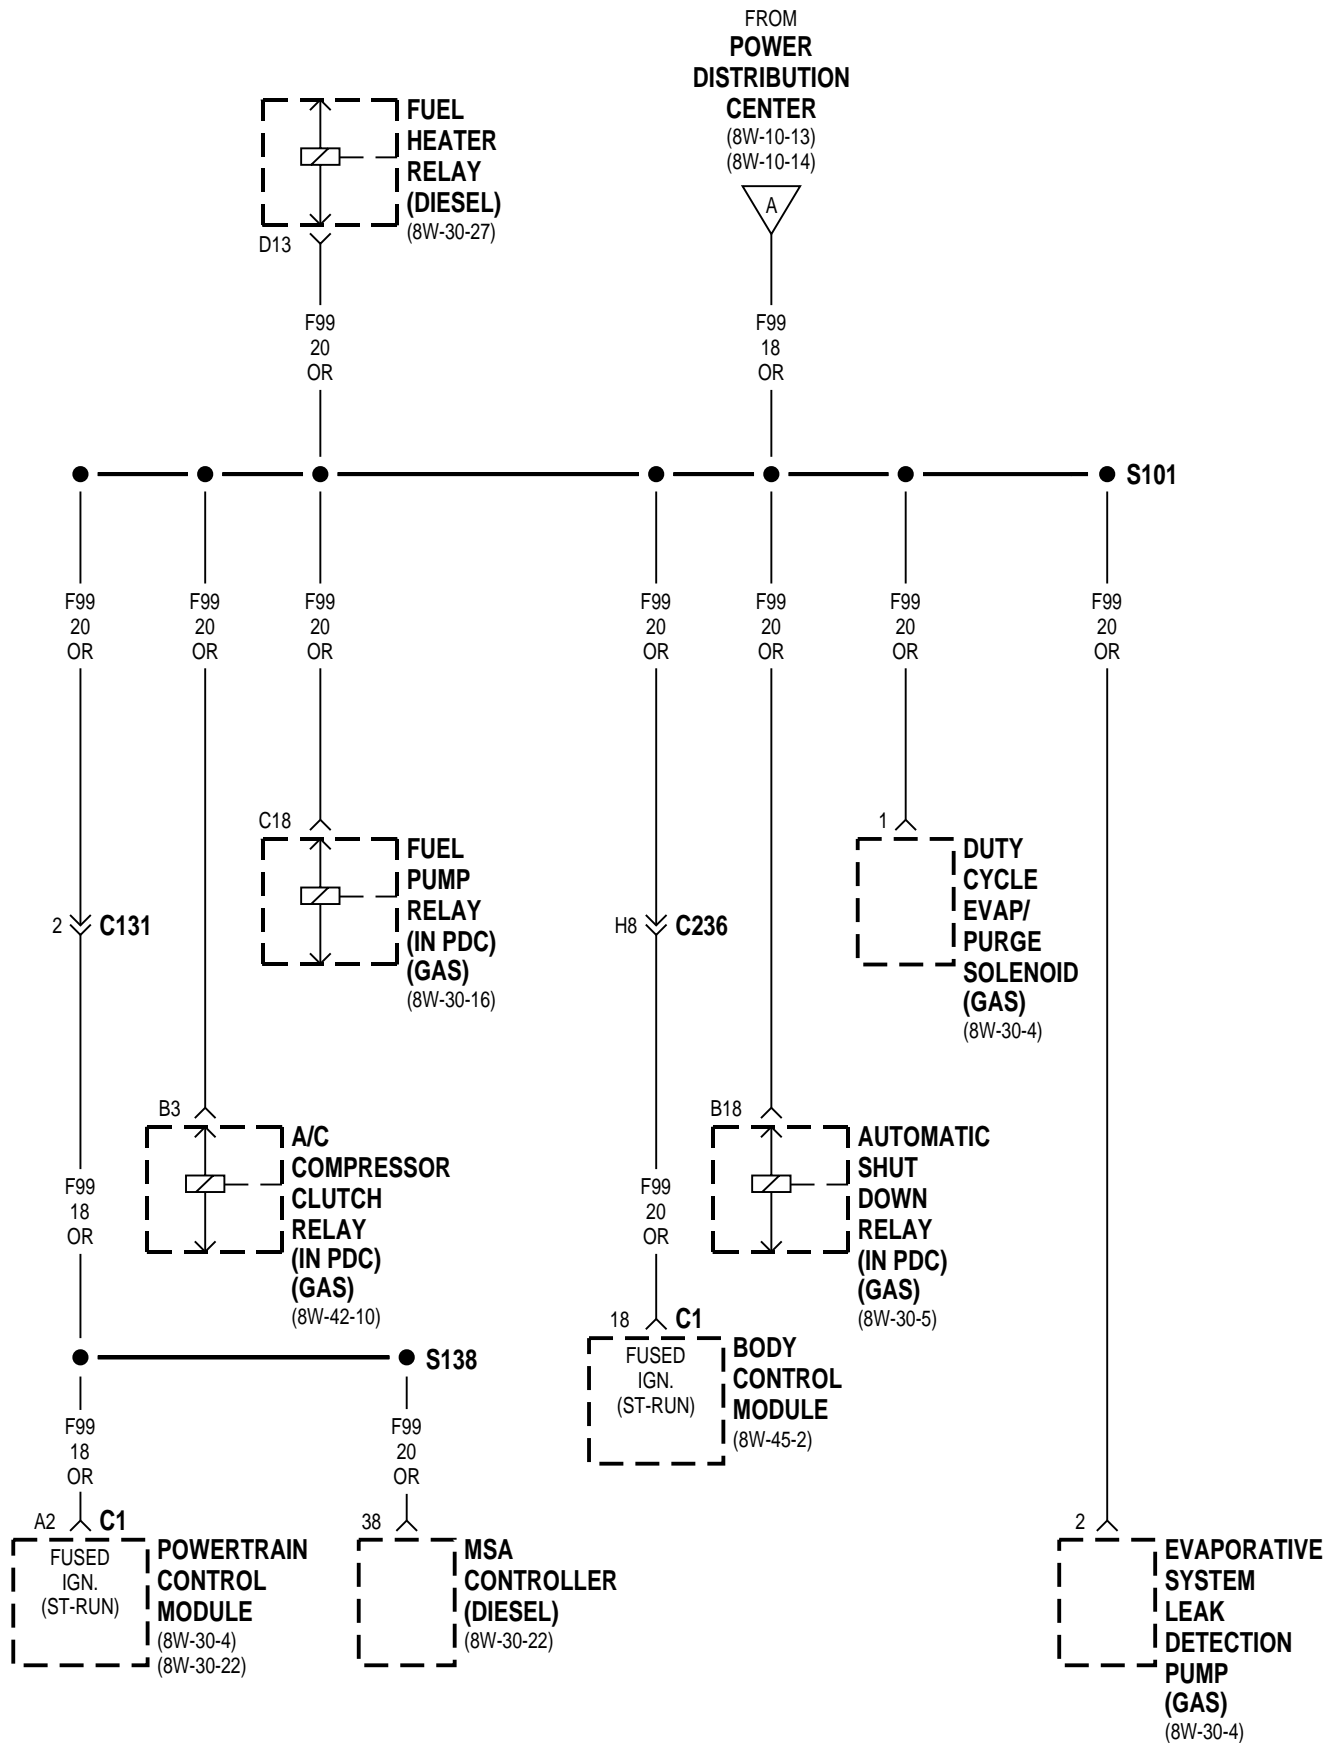 FROM
POWER
DISTRIBUTION
CENTER
(8W-10-13)
(8W-10-14)
A
FUEL
HEATER
RELAY
(DIESEL)
(8W-30-27)
D13
F99
20
OR
F99
18
OR
S101
F99
20
OR
F99
20
OR
F99
20
OR
F99
20
OR
F99
20
OR
F99
20
OR
F99
20
OR
C18
FUEL
PUMP
RELAY
(IN PDC)
(GAS)
(8W-30-16)
1
DUTY
CYCLE
EVAP/
PURGE
SOLENOID
(GAS)
(8W-30-4)
2 C131
H8 C236
B3
A/C
COMPRESSOR
CLUTCH
RELAY
(IN PDC)
(GAS)
(8W-42-10)
B18
AUTOMATIC
SHUT
DOWN
RELAY
(IN PDC)
(GAS)
(8W-30-5)
F99
18
OR
F99
20
OR
18 C1
FUSED
IGN.
(ST-RUN)
BODY
CONTROL
MODULE
(8W-45-2)
S138
F99
18
OR
F99
20
OR
A2 C1
FUSED
IGN.
(ST-RUN)
POWERTRAIN
CONTROL
MODULE
(8W-30-4)
(8W-30-22)
38
MSA
CONTROLLER
(DIESEL)
(8W-30-22)
2
EVAPORATIVE
SYSTEM
LEAK
DETECTION
PUMP
(GAS)
(8W-30-4)